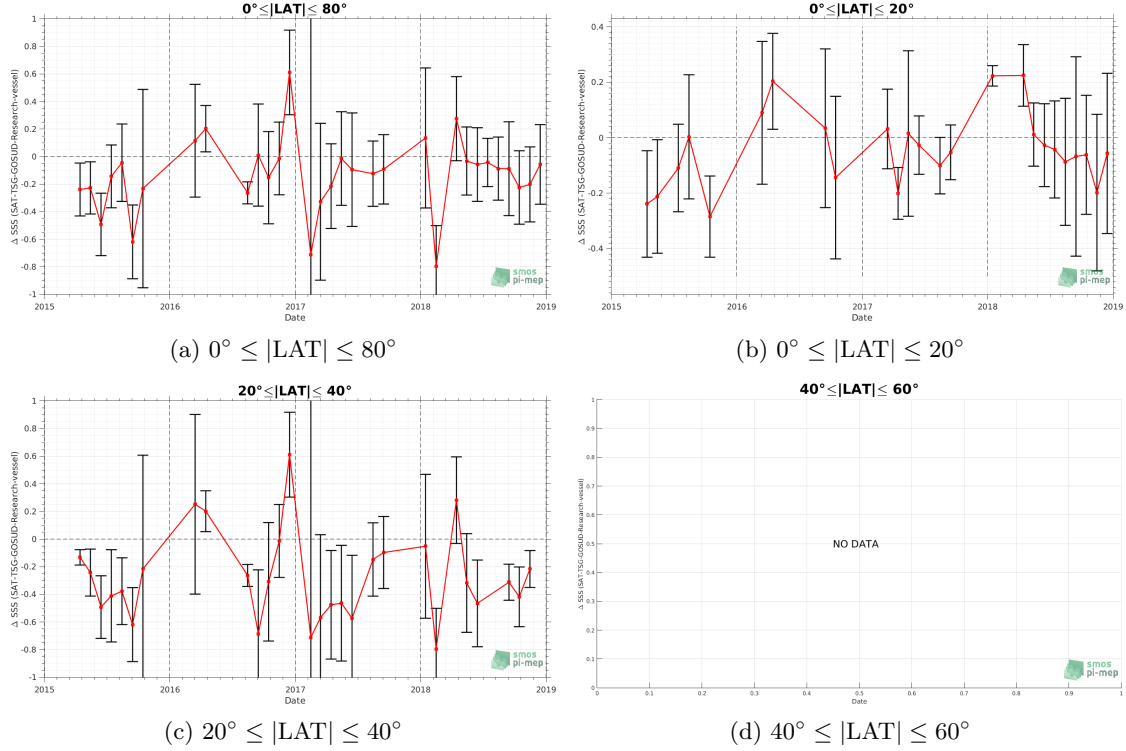 0°≤|LAT|≤ 80°
Δ SSS (SAT-TSG-GOSUD-Research-vessel)
1
0.8
0.6
0.4
0.2
0
-0.2
-0.4
-0.6
-0.8
-1
2015 2016 2017 2018 2019
Date
smos
pi-mep
(a) 0° ≤ |LAT| ≤ 80°
0°≤|LAT|≤ 20°
Δ SSS (SAT-TSG-GOSUD-Research-vessel)
0.4
0.2
0
-0.2
-0.4
2015 2016 2017 2018 2019
Date
smos
pi-mep
(b) 0° ≤ |LAT| ≤ 20°
20°≤|LAT|≤ 40°
Δ SSS (SAT-TSG-GOSUD-Research-vessel)
1
0.8
0.6
0.4
0.2
0
-0.2
-0.4
-0.6
-0.8
-1
2015 2016 2017 2018 2019
Date
smos
pi-mep
(c) 20° ≤ |LAT| ≤ 40°
40°≤|LAT|≤ 60°
Δ SSS (SAT-TSG-GOSUD-Research-vessel)
1
0.9
0.8
0.7
0.6
0.5
0.4
0.3
0.2
0.1
0
NO DATA
0 0.1 0.2 0.3 0.4 0.5 0.6 0.7 0.8 0.9 1
Date
smos
pi-mep
(d) 40° ≤ |LAT| ≤ 60°